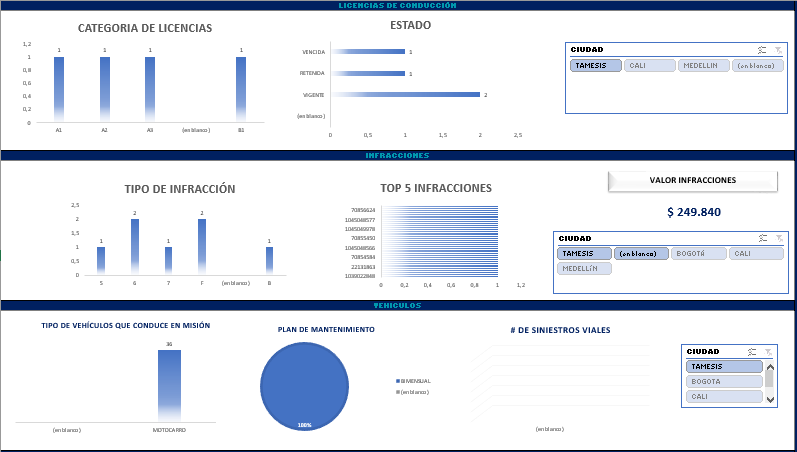 LICENCIAS DE CONDUCCIÓN
CATEGORIA DE LICENCIAS
1,2
1
0,8
0,6
0,4
0,2
0
1
1
1
1
A1
A2
A3
(en blanco)
B1
ESTADO
VENCIDA
1
RETENIDA
1
VIGENTE
2
(en blanco)
0
0,5
1
1,5
2
2,5
CIUDAD
TAMESIS
CALI
MEDELLIN
(en blanco)
INFRACCIONES
TIPO DE INFRACCIÓN
2,5
2
1,5
1
0,5
0
1
2
1
2
1
5
6
7
F
(en blanco)
B
TOP 5 INFRACCIONES
70856624
1045048577
1045049978
70855450
1045048566
70854584
22131863
1039022848
0
0,2
0,4
0,6
0,8
1
1,2
VALOR INFRACCIONES
$ 249.840
CIUDAD
TAMESIS
(en blanco)
BOGOTÁ
CALI
MEDELLÍN
VEHICULOS
TIPO DE VEHÍCULOS QUE CONDUCE EN MISIÓN
36
(en blanco)
MOTOCARRO
PLAN DE MANTENIMIENTO
100%
BIMENSUAL
(en blanco)
# DE SINIESTROS VIALES
(en blanco)
CIUDAD
TAMESIS
BOGOTA
CALI